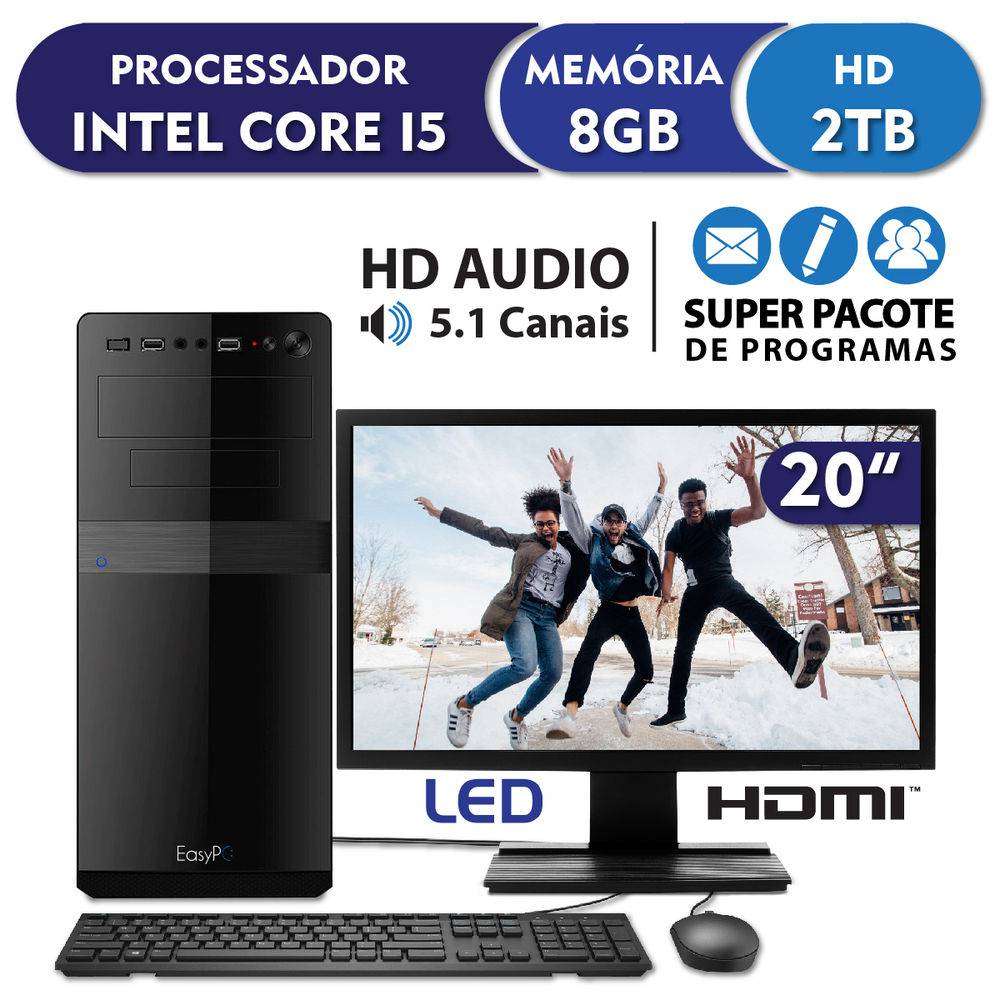 PROCESSADOR
INTEL CORE I5
MEMÓRIA
8GB
HD
2TB
HD AUDIO
5.1 Canais
SUPER PACOTE
DE PROGRAMAS
20"
LED
HDMI™
EasyPC